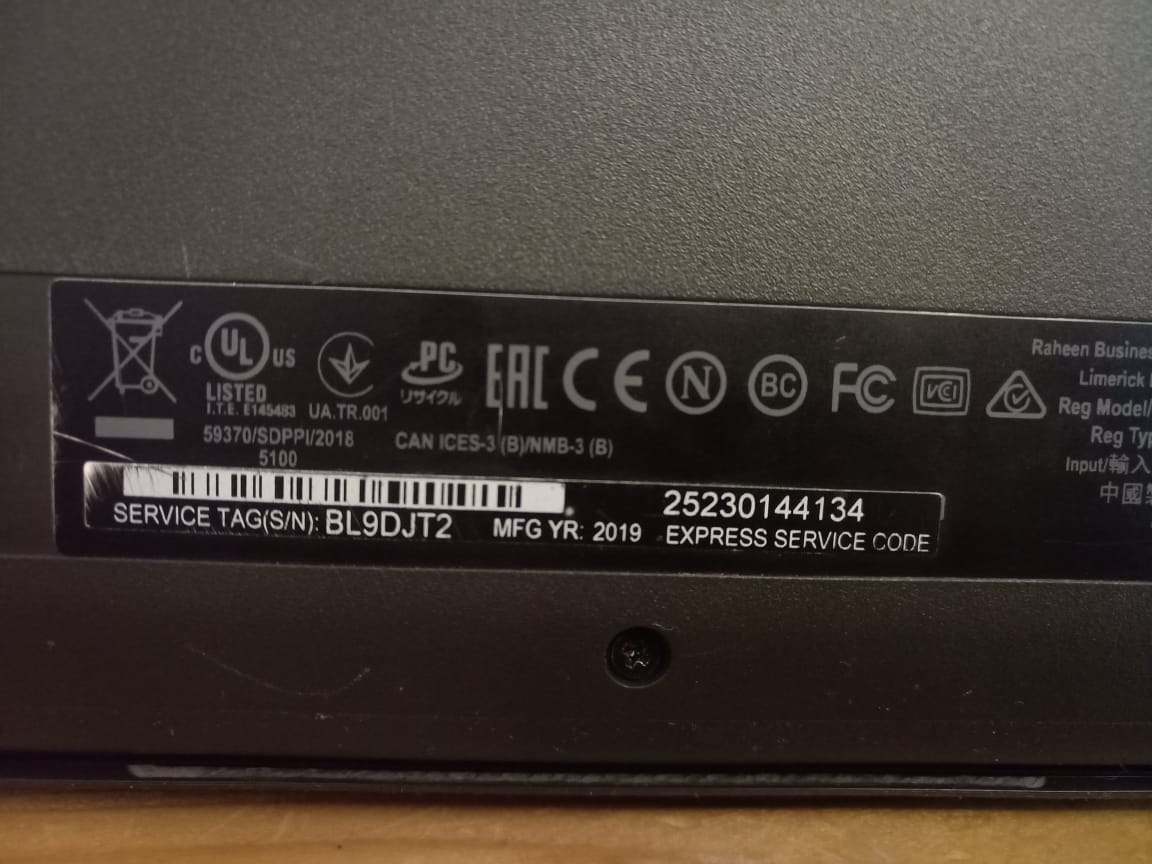 c UL US
LISTED
I.T.E. E145483
UA.TR.001
PC
リサイクル
EAC CE N BC FC VCI
59370/SDPPI/2018
5100
CAN ICES-3 (B)/NMB-3 (B)
Raheen Busines
Limerick
Reg Model/
Reg Typ
Input/輸入
中國
SERVICE TAG(S/N): BL9DJT2
MFG YR: 2019
25230144134
EXPRESS SERVICE CODE